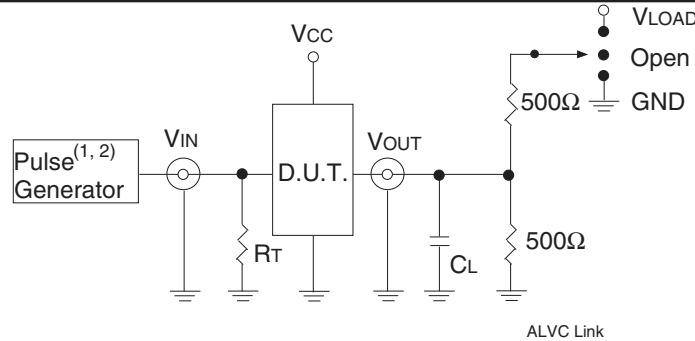 VLOAD
VCC
Open
500Ω
GND
VIN
VOUT
Pulse(1, 2)
Generator
D.U.T.
RT
CL
500Ω
ALVC Link